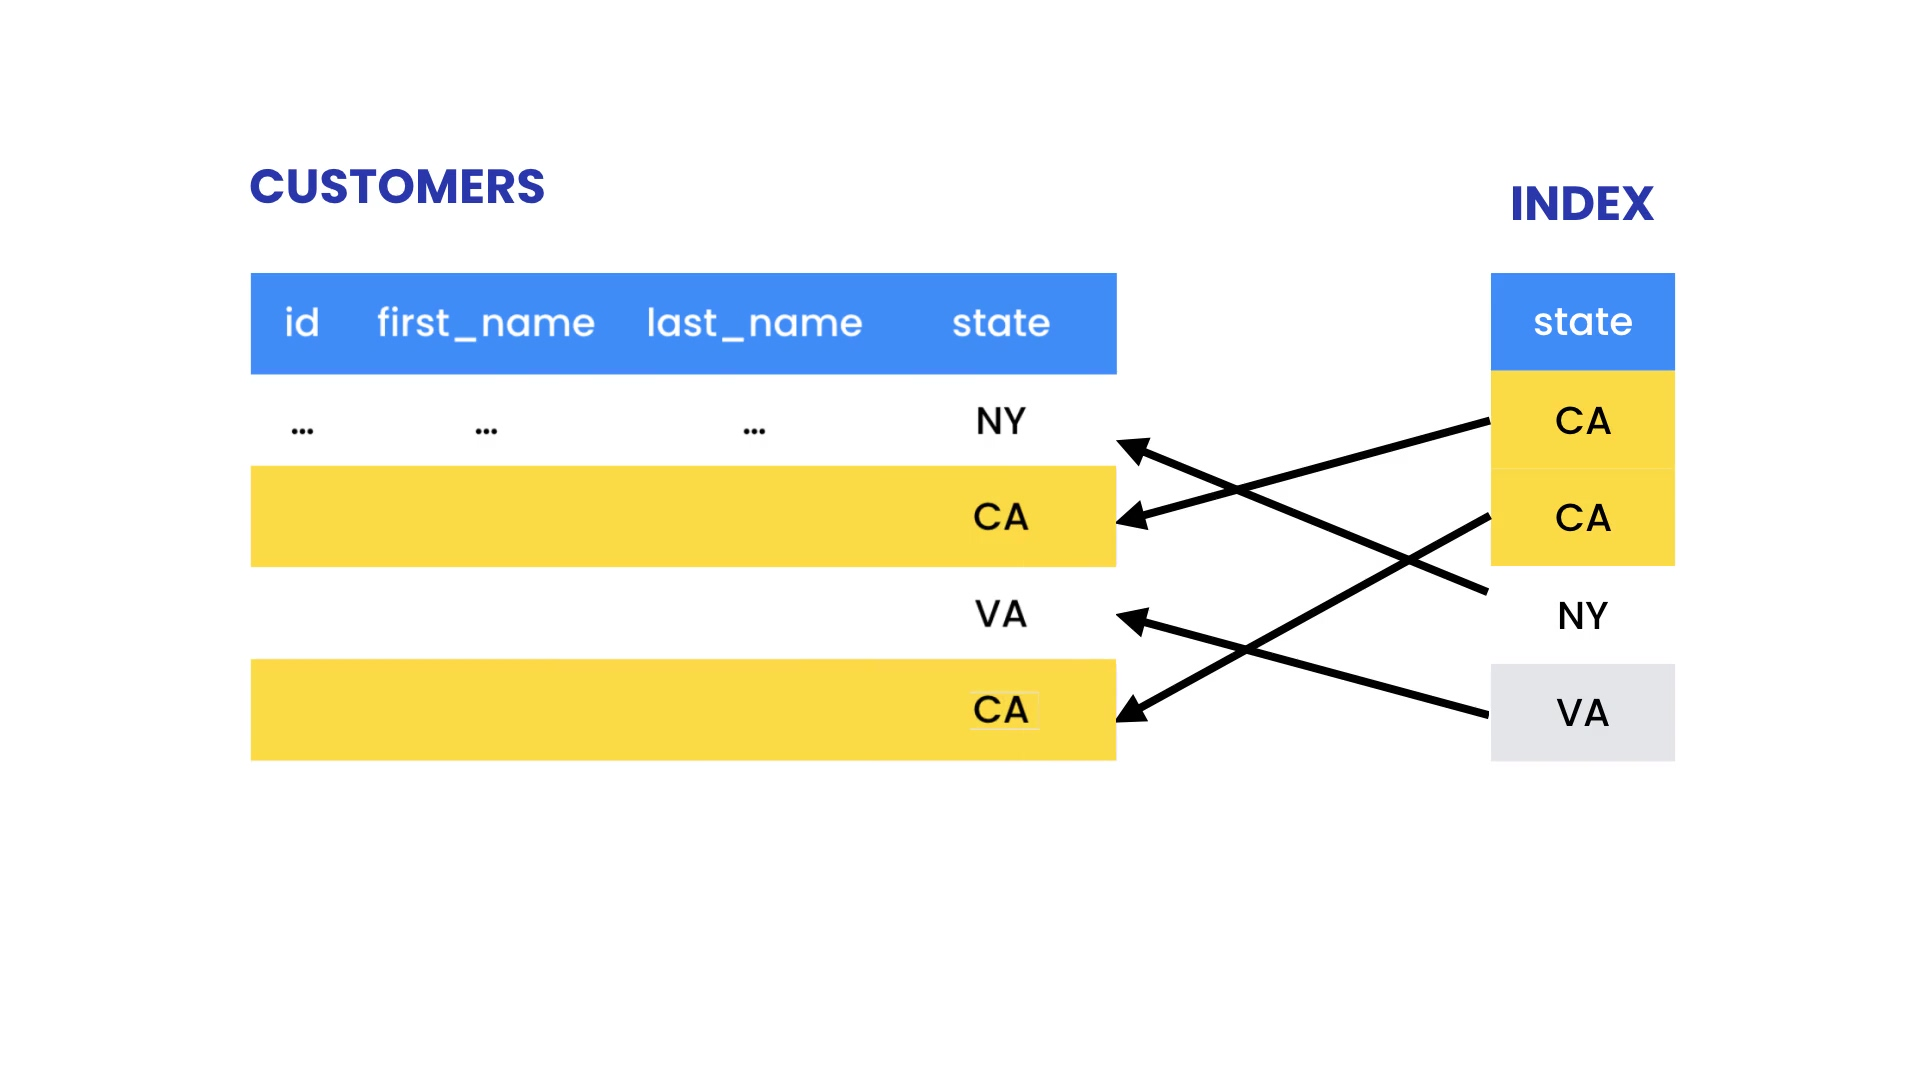 CUSTOMERS
INDEX
id first_name last_name state
state
... ... ... NY
CA
CA
CA
VA
NY
CA
VA